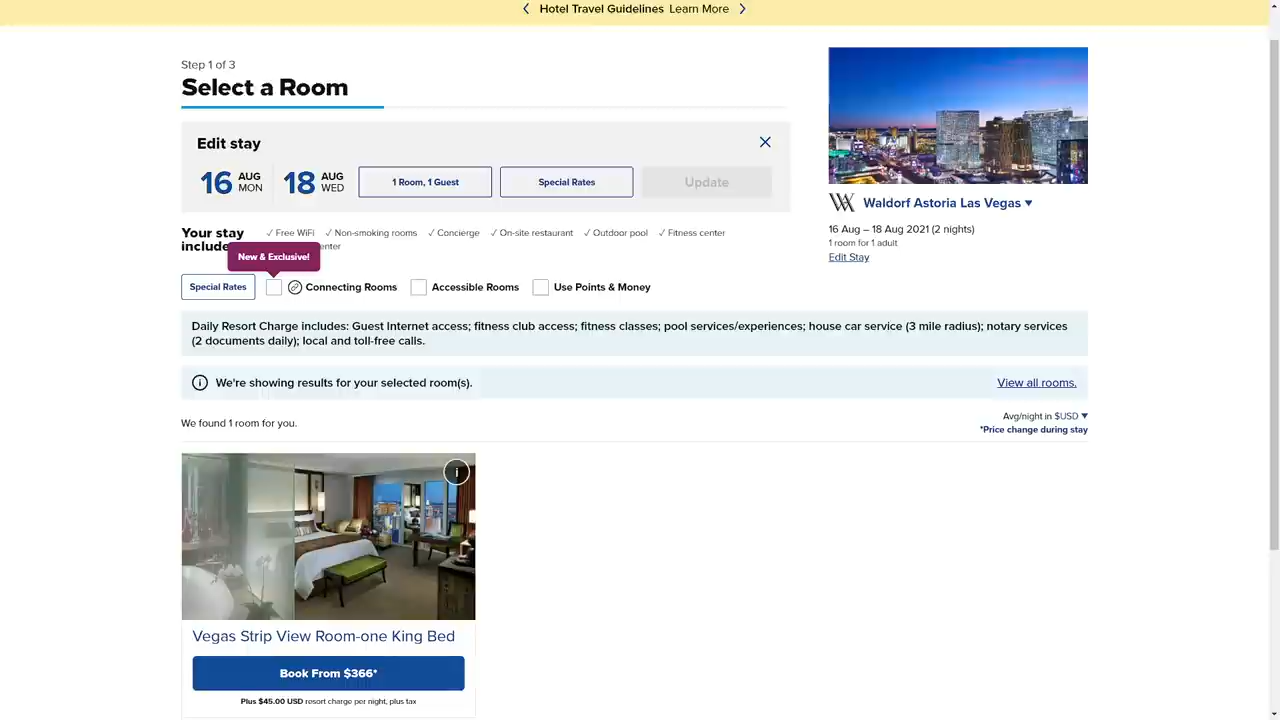 Hotel Travel Guidelines Learn More
Step 1 of 3
Select a Room
Edit stay
16 AUG MON 18 AUG WED 1 Room, 1 Guest Special Rates Update
Waldorf Astoria Las Vegas
16 Aug – 18 Aug 2021 (2 nights)
1 room for 1 adult
Edit Stay
Your stay
✓ Free WiFi ✓ Non-smoking rooms ✓ Concierge ✓ On-site restaurant ✓ Outdoor pool ✓ Fitness center
New & Exclusive!
Special Rates Connecting Rooms Accessible Rooms Use Points & Money
Daily Resort Charge includes: Guest Internet access; fitness club access; fitness classes; pool services/experiences; house car service (3 mile radius); notary services
(2 documents daily); local and toll-free calls.
We're showing results for your selected room(s). View all rooms.
We found 1 room for you.
Avg/night in $USD ▼
*Price change during stay
Vegas Strip View Room-one King Bed
Book From $366*
Plus $45.00 USD resort charge per night, plus tax